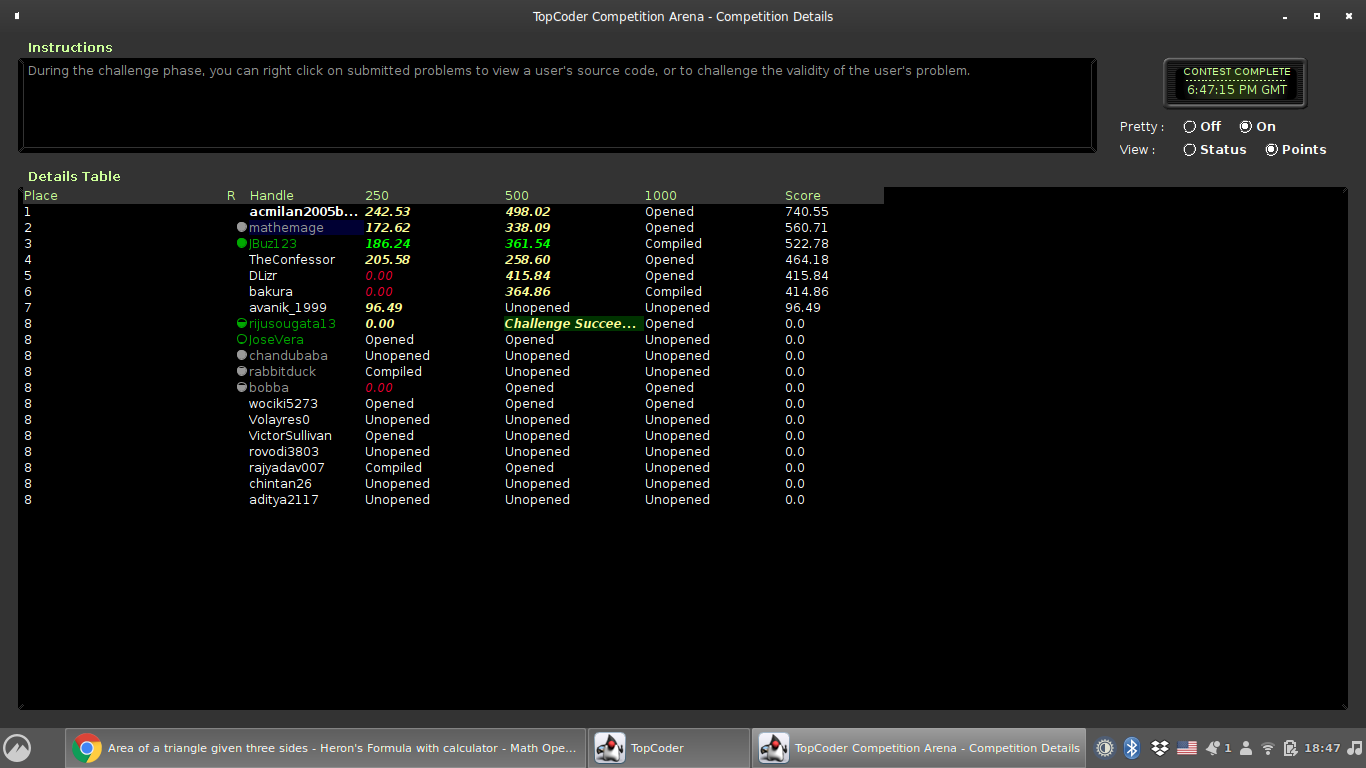 TopCoder Competition Arena - Competition Details
Instructions
During the challenge phase, you can right click on submitted problems to view a user's source code, or to challenge the validity of the user's problem.
CONTEST COMPLETE
6:47:15 PM GMT
Pretty : Off On
View : Status Points
Details Table
Place R Handle 250 500 1000 Score
1 acmilan2005b... 242.53 498.02 Opened 740.55
2 mathemage 172.62 338.09 Opened 560.71
3 JBuz123 186.24 361.54 Compiled 522.78
4 TheConfessor 205.58 258.60 Opened 464.18
5 DLizr 0.00 415.84 Opened 415.84
6 bakura 0.00 364.86 Compiled 414.86
7 avanik_1999 96.49 Unopened Unopened 96.49
8 rijusougata13 0.00 Challenge Succee... Opened 0.0
8 JoseVera Opened Opened Unopened 0.0
8 chandubaba Unopened Unopened Unopened 0.0
8 rabbitduck Compiled Unopened Unopened 0.0
8 bobba 0.00 Opened Opened 0.0
8 wociki5273 Opened Opened Opened 0.0
8 Volayres0 Unopened Unopened Unopened 0.0
8 VictorSullivan Opened Unopened Unopened 0.0
8 rovodi3803 Unopened Unopened Unopened 0.0
8 rajyadav007 Compiled Opened Unopened 0.0
8 chintan26 Unopened Unopened Unopened 0.0
8 aditya2117 Unopened Unopened Unopened 0.0
Area of a triangle given three sides - Heron's Formula with calculator - Math Ope... TopCoder TopCoder Competition Arena - Competition Details 1 18:47